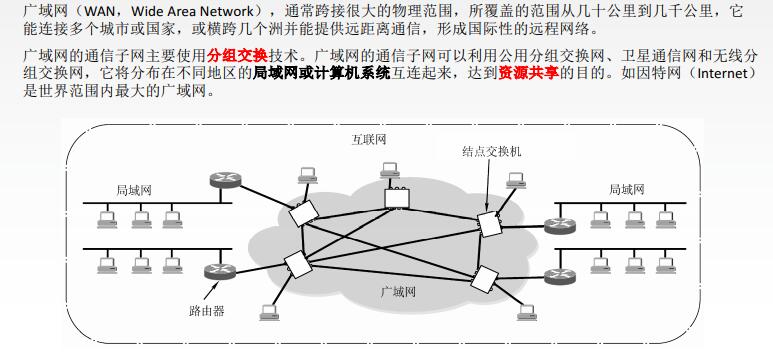 广域网（WAN，Wide Area Network），通常跨接很大的物理范围，所覆盖的范围从几十公里到几千公里，它
能连接多个城市或国家，或横跨几个洲并能提供远距离通信，形成国际性的远程网络。
广域网的通信子网主要使用分组交换技术。广域网的通信子网可以利用公用分组交换网、卫星通信网和无线分
组交换网，它将分布在不同地区的局域网或计算机系统互连起来，达到资源共享的目的。如因特网（Internet）
是世界范围内最大的广域网。
互联网
结点交换机
局域网
局域网
广域网
路由器